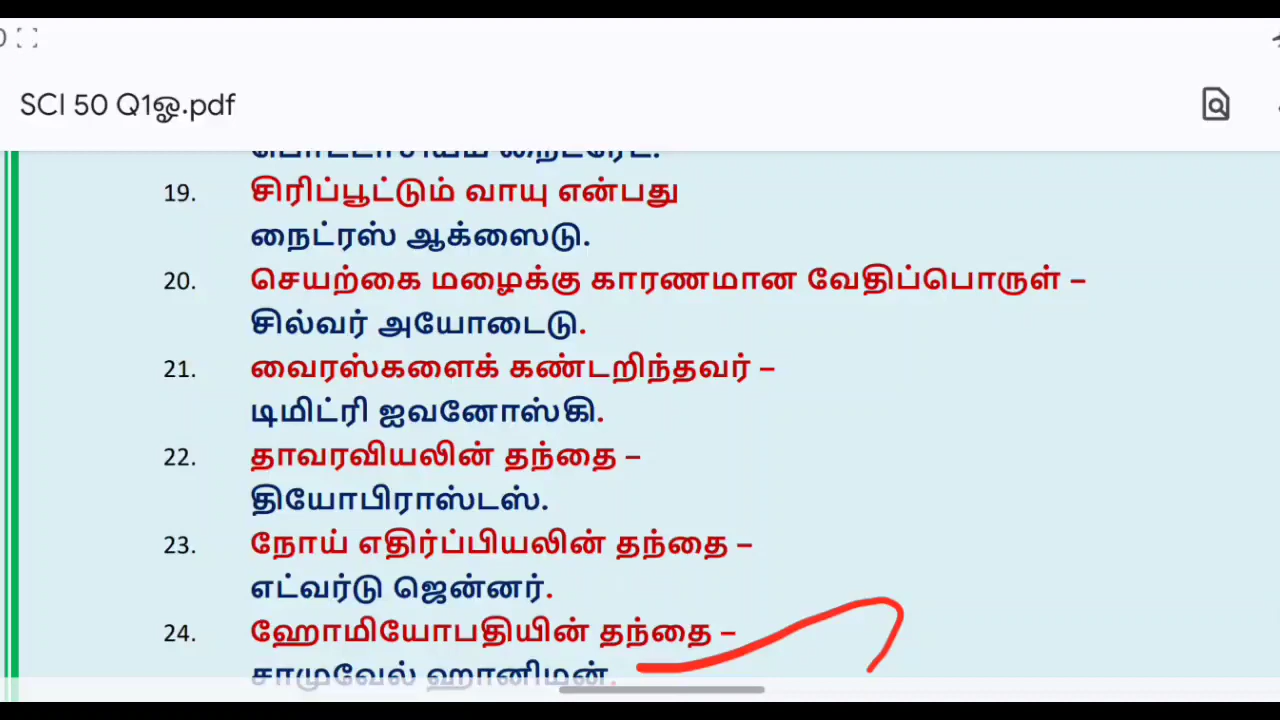 SCI 50 Q1ஓ.pdf
19. சிரிப்பூட்டும் வாயு என்பது
நைட்ரஸ் ஆக்ஸைடு.
20. செயற்கை மழைக்கு காரணமான வேதிப்பொருள் –
சில்வர் அயோடைடு.
21. வைரஸ்களைக் கண்டறிந்தவர் –
டிமிட்ரி ஐவனோஸ்கி.
22. தாவரவியலின் தந்தை –
தியோபிராஸ்டஸ்.
23. நோய் எதிர்ப்பியலின் தந்தை –
எட்வர்டு ஜென்னர்.
24. ஹோமியோபதியின் தந்தை –
சாமுவேல் ஹானிமன்.